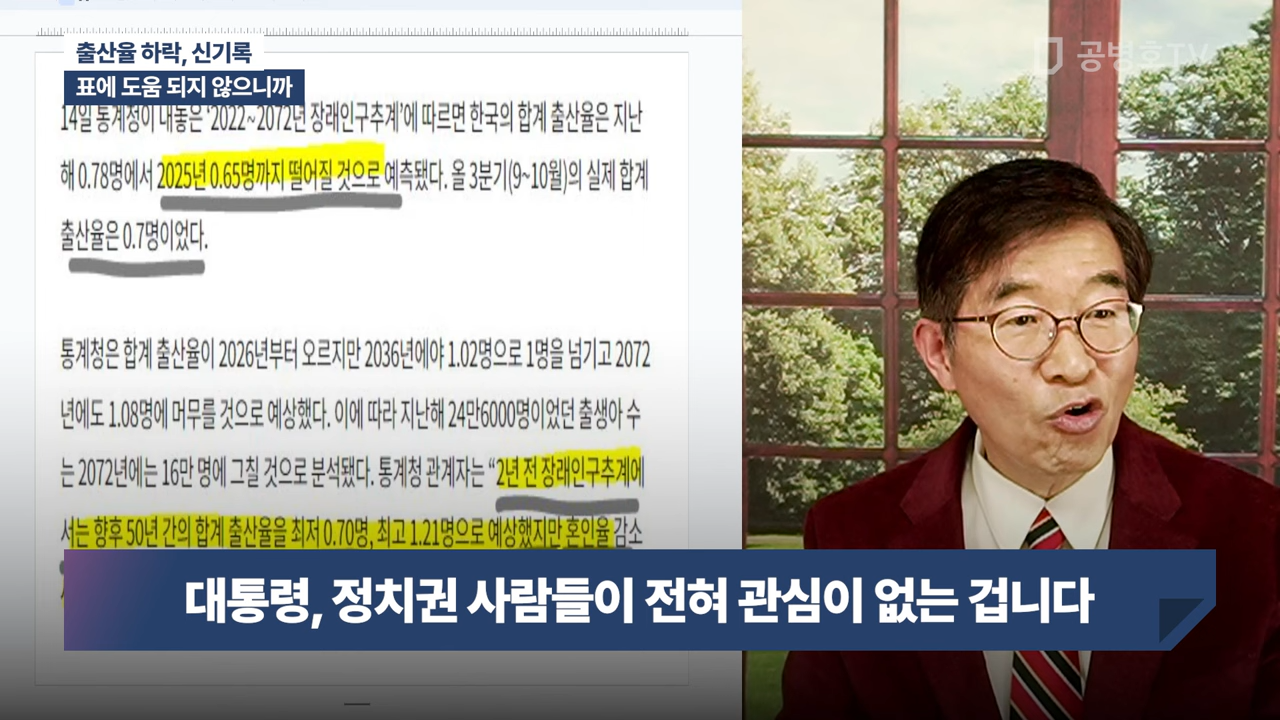 출산율 하락, 신기록
표에 도움 되지 않으니까
공병호TV
14일 통계청이 내놓은 ‘2022~2072년 장래인구추계’에 따르면 한국의 합계 출산율은 지난
해 0.78명에서 2025년 0.65명까지 떨어질 것으로 예측됐다. 올 3분기(9~10월)의 실제 합계
출산율은 0.7명이었다.
통계청은 합계 출산율이 2026년부터 오르지만 2036년에야 1.02명으로 1명을 넘기고 2072
년에도 1.08명에 머무를 것으로 예상했다. 이에 따라 지난해 24만6000명이었던 출생아 수
는 2072년에는 16만 명에 그칠 것으로 분석됐다. 통계청 관계자는 “2년 전 장래인구추계에
서는 향후 50년 간의 합계 출산율을 최저 0.70명, 최고 1.21명으로 예상했지만 혼인율 감소
대통령, 정치권 사람들이 전혀 관심이 없는 겁니다